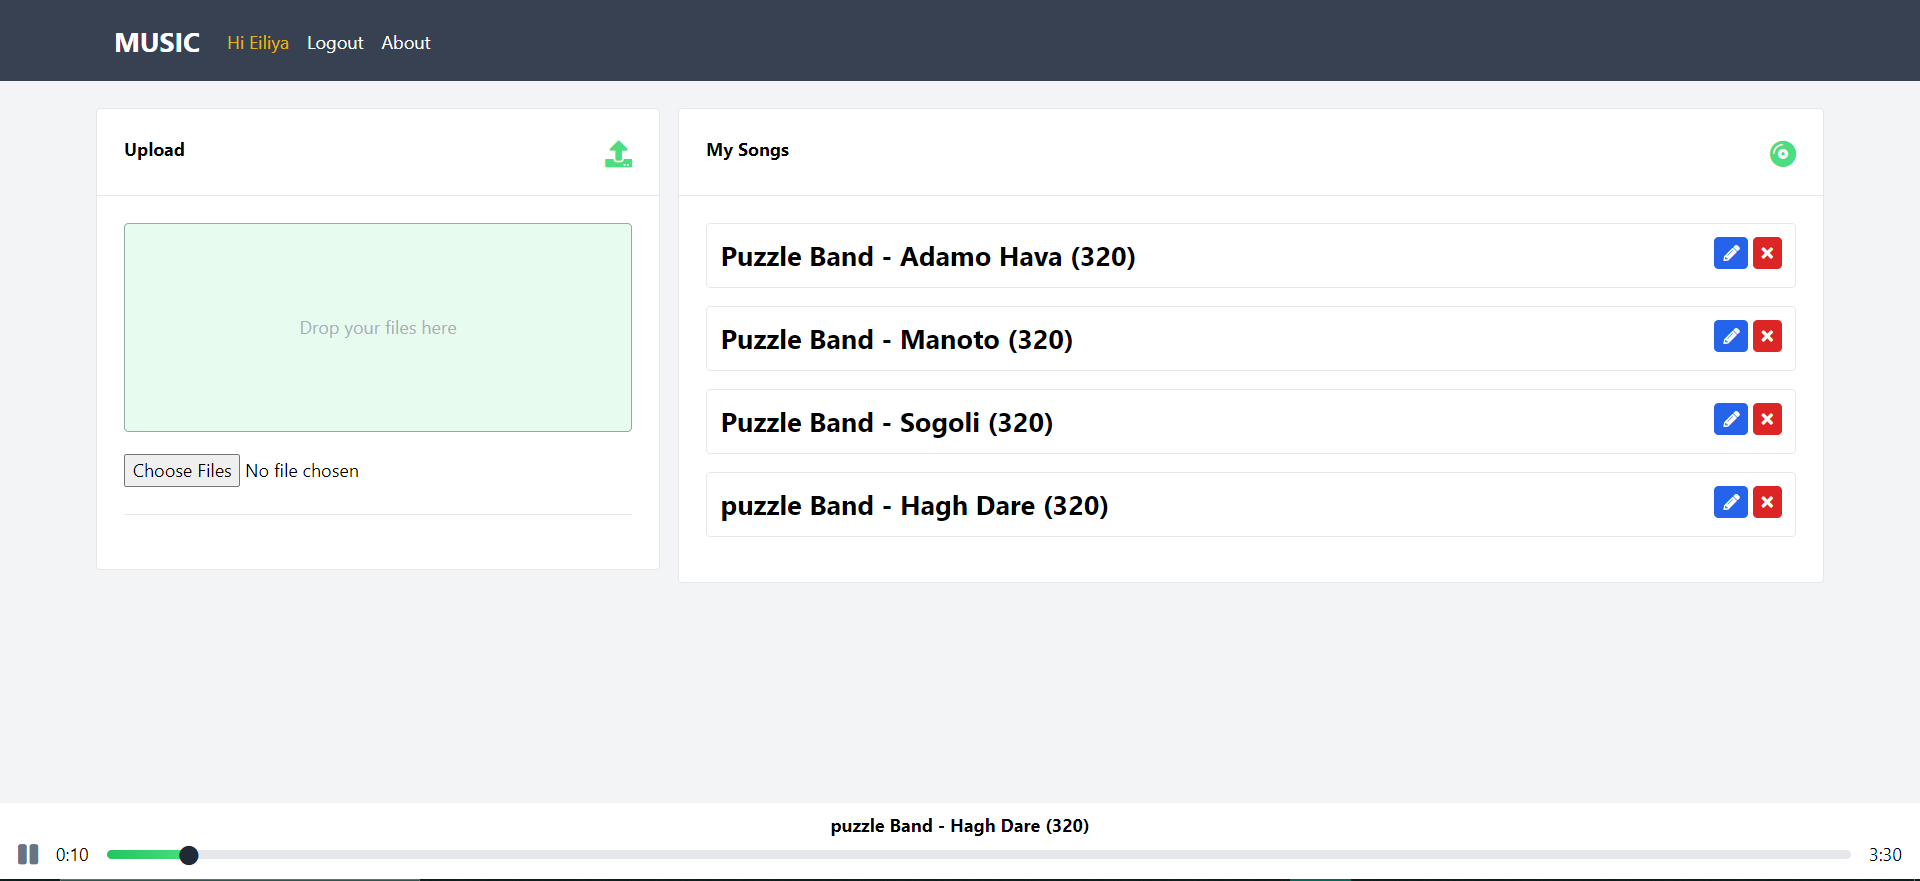 MUSIC Hi Eiliya Logout About
Upload
Drop your files here
Choose Files No file chosen
My Songs
Puzzle Band - Adamo Hava (320)
Puzzle Band - Manoto (320)
Puzzle Band - Sogoli (320)
puzzle Band - Hagh Dare (320)
puzzle Band - Hagh Dare (320)
0:10 3:30